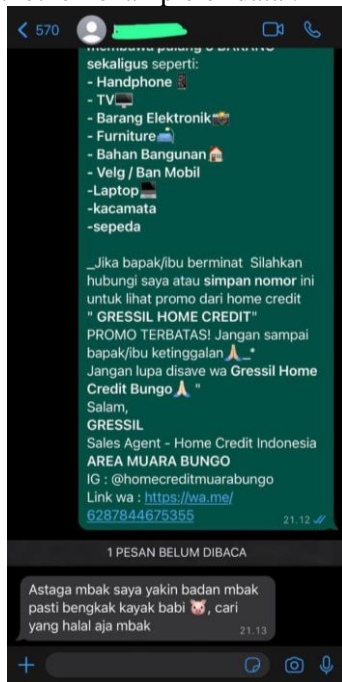 570
sekaligus seperti:
- Handphone
- TV
- Barang Elektronik
- Furniture
- Bahan Bangunan
- Velg / Ban Mobil
-Laptop
-kacamata
-sepeda
_Jika bapak/ibu berminat Silahkan
hubungi saya atau simpan nomor ini
untuk lihat promo dari home credit
" GRESSIL HOME CREDIT"
PROMO TERBATAS! Jangan sampai
bapak/ibu ketinggalan🙏_*
Jangan lupa disave wa Gressil Home
Credit Bungo🙏 "
Salam,
GRESSIL
Sales Agent - Home Credit Indonesia
AREA MUARA BUNGO
IG : @homecreditmuarabungo
Link wa : https://wa.me/
6287844675355
21.12
1 PESAN BELUM DIBACA
Astaga mbak saya yakin badan mbak
pasti bengkak kayak babi 🐷, cari
yang halal aja mbak
21.13